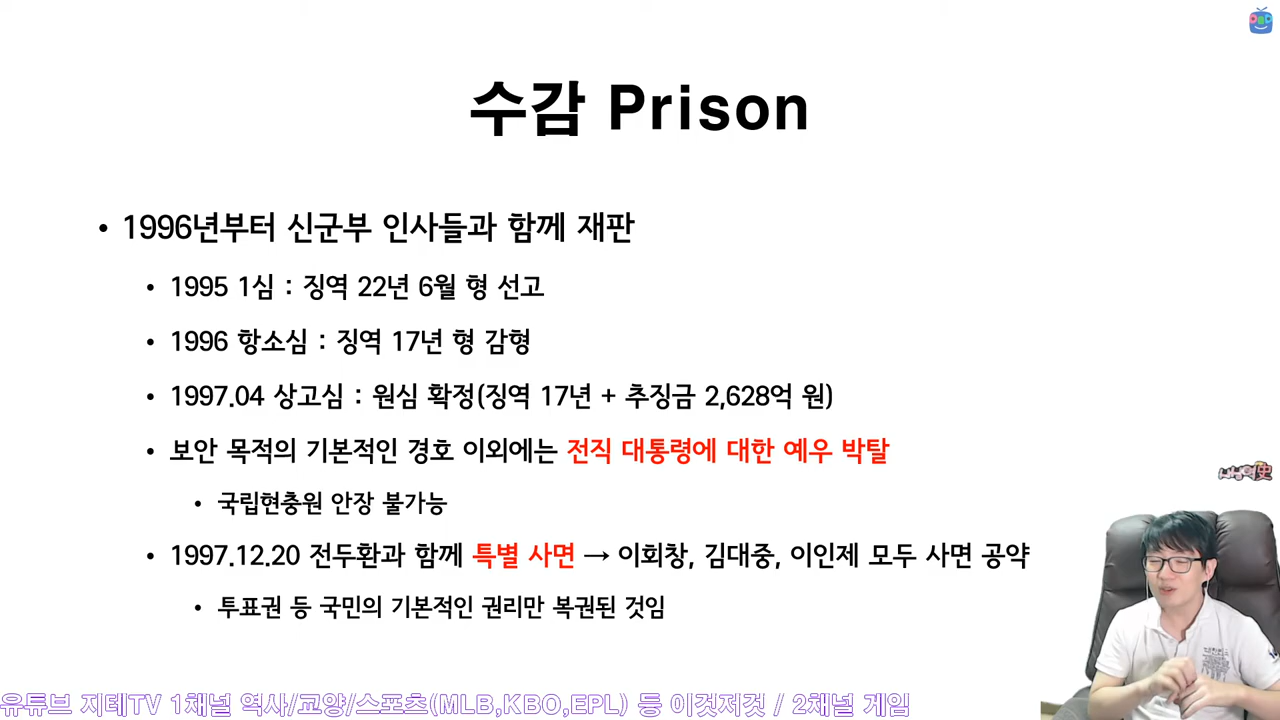 수감 Prison
• 1996년부터 신군부 인사들과 함께 재판
• 1995 1심 : 징역 22년 6월 형 선고
• 1996 항소심 : 징역 17년 형 감형
• 1997.04 상고심 : 원심 확정(징역 17년 + 추징금 2,628억 원)
• 보안 목적의 기본적인 경호 이외에는 전직 대통령에 대한 예우 박탈
• 국립현충원 안장 불가능
• 1997.12.20 전두환과 함께 특별 사면 → 이회창, 김대중, 이인제 모두 사면 공약
• 투표권 등 국민의 기본적인 권리만 복권된 것임
유튜브 지테TV 1채널 역사/교양/스포츠(MLB,KBO,EPL) 등 이것저것 / 2채널 게임